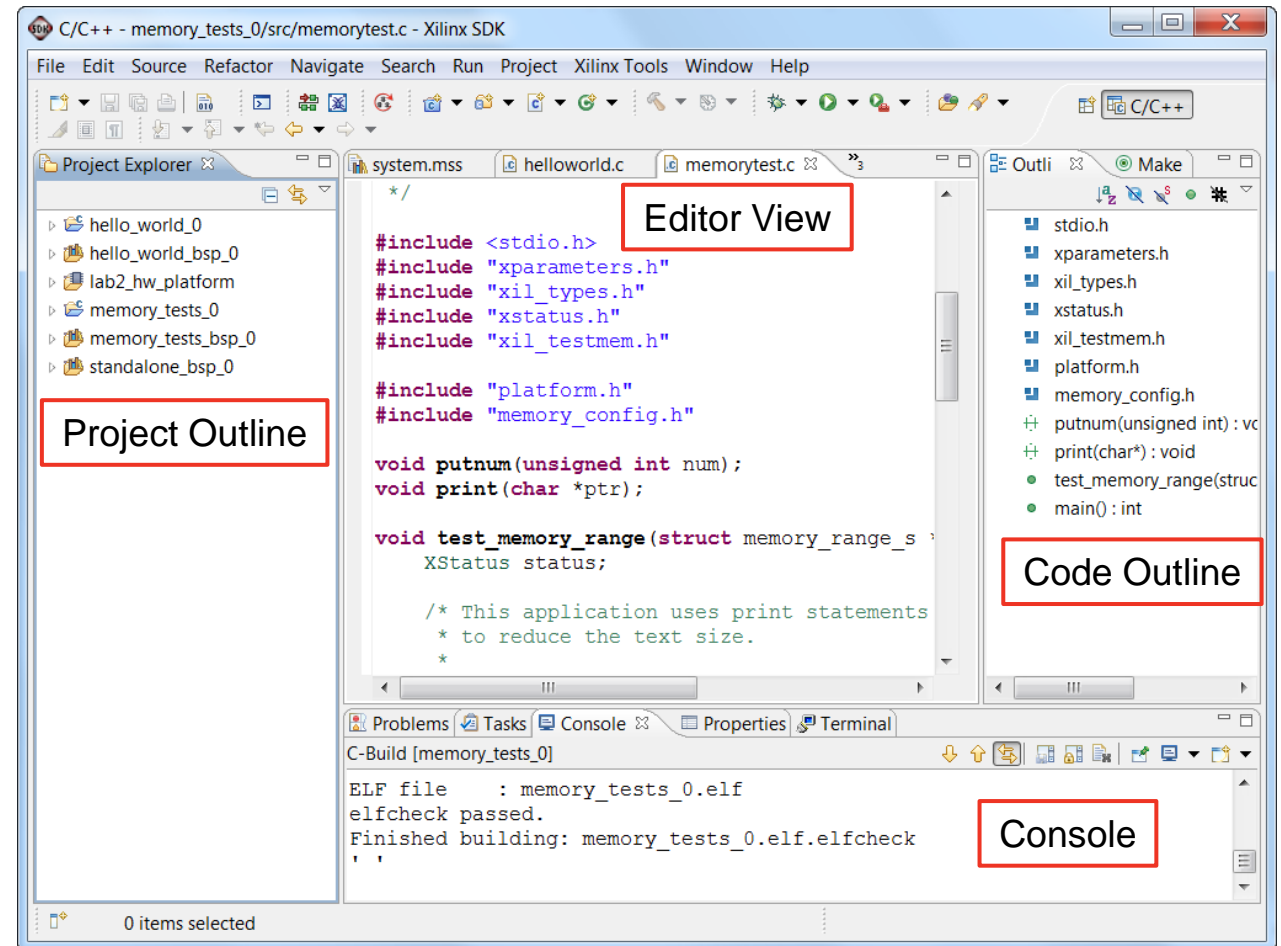 C/C++ - memory_tests_0/src/memorytest.c - Xilinx SDK
File Edit Source Refactor Navigate Search Run Project Xilinx Tools Window Help
C/C++
Project Explorer
hello_world_0
hello_world_bsp_0
lab2_hw_platform
memory_tests_0
memory_tests_bsp_0
standalone_bsp_0
Project Outline
system.mss helloworld.c memorytest.c »3
*/
Editor View
#include <stdio.h>
#include "xparameters.h"
#include "xil_types.h"
#include "xstatus.h"
#include "xil_testmem.h"
#include "platform.h"
#include "memory_config.h"
void putnum(unsigned int num);
void print(char *ptr);
void test_memory_range(struct memory_range_s *
XStatus status;
/* This application uses print statements
* to reduce the text size.
*
Outli Make
stdio.h
xparameters.h
xil_types.h
xstatus.h
xil_testmem.h
platform.h
memory_config.h
putnum(unsigned int) : vc
print(char*) : void
test_memory_range(struc
main() : int
Code Outline
Problems Tasks Console Properties Terminal
C-Build [memory_tests_0]
ELF file : memory_tests_0.elf
elfcheck passed.
Finished building: memory_tests_0.elf.elfcheck
' '
Console
0 items selected